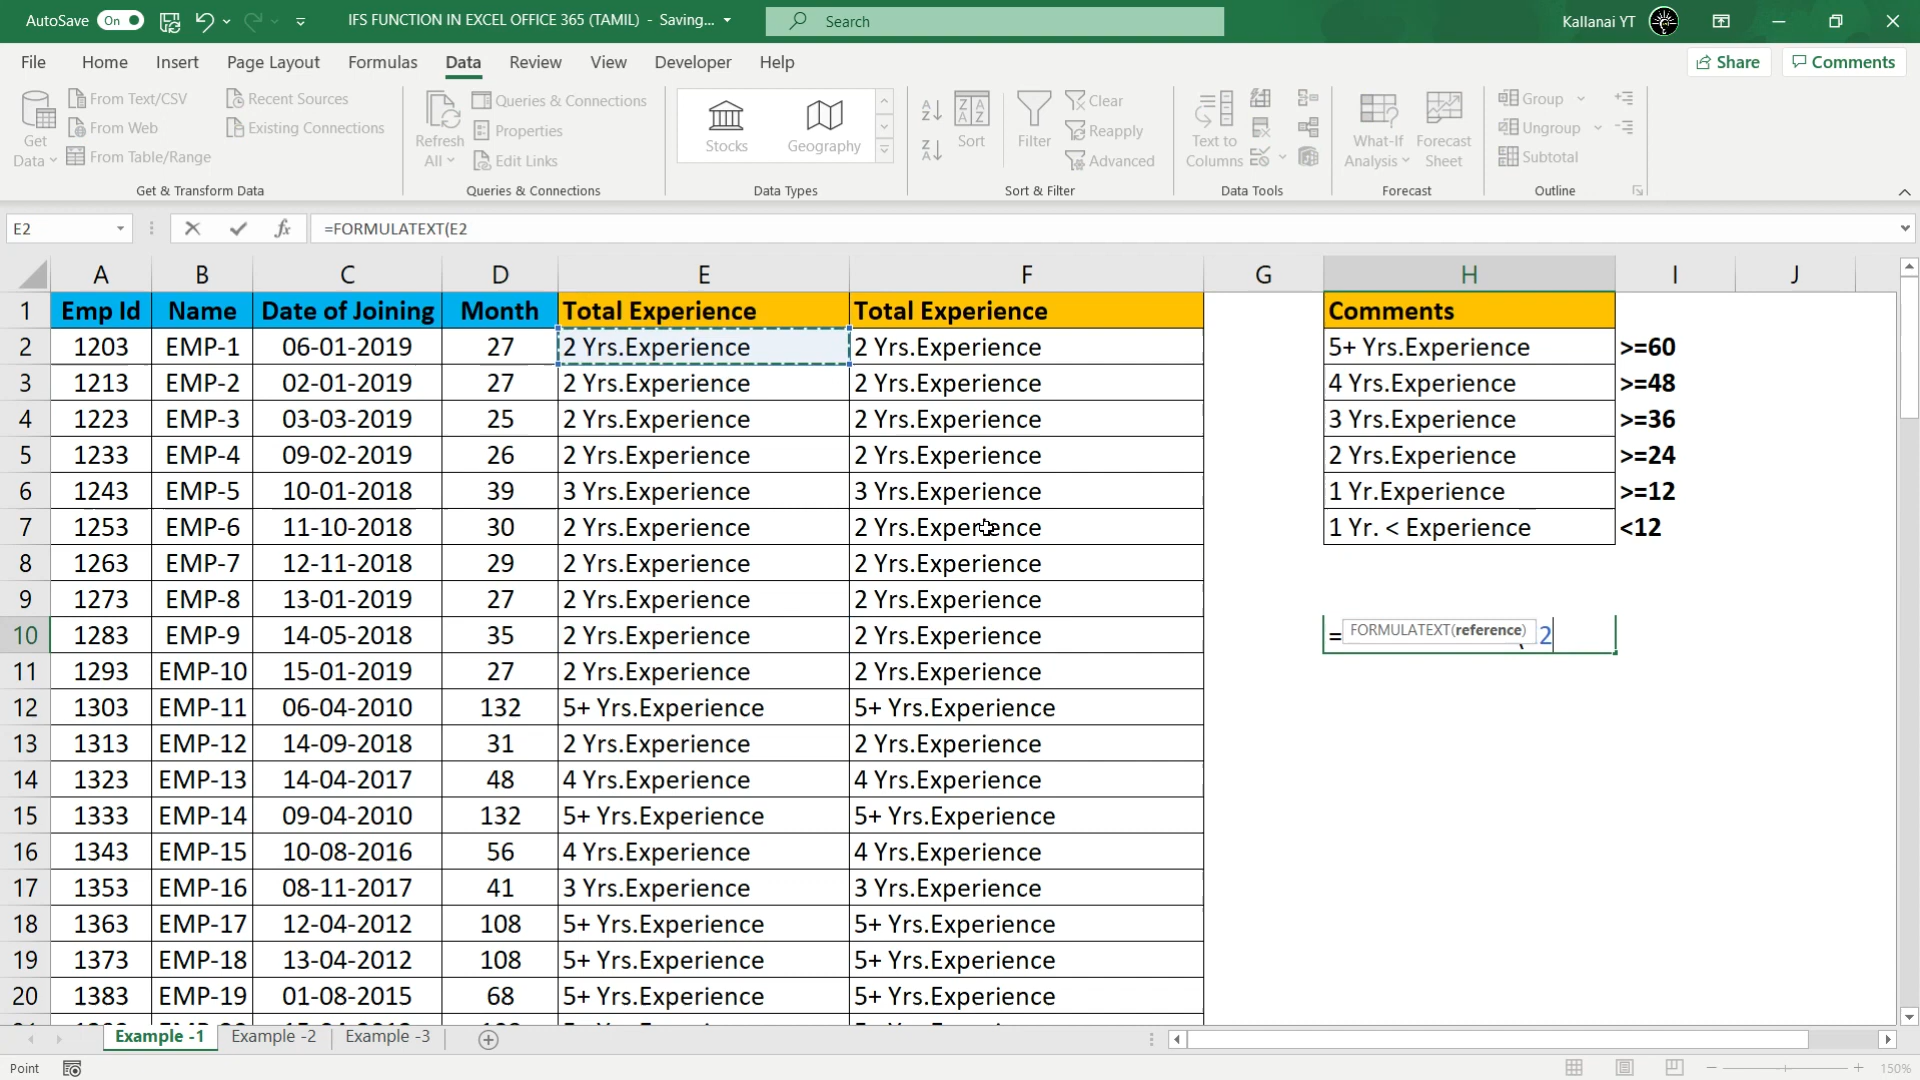 AutoSave On IFS FUNCTION IN EXCEL OFFICE 365 (TAMIL) - Saving... Search Kallanai YT
File Home Insert Page Layout Formulas Data Review View Developer Help Share Comments
Get Data
From Text/CSV
From Web
From Table/Range
Recent Sources
Existing Connections
Get & Transform Data
Refresh All
Queries & Connections
Properties
Edit Links
Queries & Connections
Stocks Geography
Data Types
Sort
Filter
Clear
Reapply
Advanced
Sort & Filter
Text to Columns
Data Tools
What-If Analysis
Forecast Sheet
Forecast
Group
Ungroup
Subtotal
Outline
E2 fx =FORMULATEXT(E2
A B C D E F G H I J
1 Emp Id Name Date of Joining Month Total Experience Total Experience Comments
2 1203 EMP-1 06-01-2019 27 2 Yrs.Experience 2 Yrs.Experience 5+ Yrs.Experience >=60
3 1213 EMP-2 02-01-2019 27 2 Yrs.Experience 2 Yrs.Experience 4 Yrs.Experience >=48
4 1223 EMP-3 03-03-2019 25 2 Yrs.Experience 2 Yrs.Experience 3 Yrs.Experience >=36
5 1233 EMP-4 09-02-2019 26 2 Yrs.Experience 2 Yrs.Experience 2 Yrs.Experience >=24
6 1243 EMP-5 10-01-2018 39 3 Yrs.Experience 3 Yrs.Experience 1 Yr.Experience >=12
7 1253 EMP-6 11-10-2018 30 2 Yrs.Experience 2 Yrs.Experience 1 Yr. < Experience <12
8 1263 EMP-7 12-11-2018 29 2 Yrs.Experience 2 Yrs.Experience
9 1273 EMP-8 13-01-2019 27 2 Yrs.Experience 2 Yrs.Experience
10 1283 EMP-9 14-05-2018 35 2 Yrs.Experience 2 Yrs.Experience = FORMULATEXT(reference) 2
11 1293 EMP-10 15-01-2019 27 2 Yrs.Experience 2 Yrs.Experience
12 1303 EMP-11 06-04-2010 132 5+ Yrs.Experience 5+ Yrs.Experience
13 1313 EMP-12 14-09-2018 31 2 Yrs.Experience 2 Yrs.Experience
14 1323 EMP-13 14-04-2017 48 4 Yrs.Experience 4 Yrs.Experience
15 1333 EMP-14 09-04-2010 132 5+ Yrs.Experience 5+ Yrs.Experience
16 1343 EMP-15 10-08-2016 56 4 Yrs.Experience 4 Yrs.Experience
17 1353 EMP-16 08-11-2017 41 3 Yrs.Experience 3 Yrs.Experience
18 1363 EMP-17 12-04-2012 108 5+ Yrs.Experience 5+ Yrs.Experience
19 1373 EMP-18 13-04-2012 108 5+ Yrs.Experience 5+ Yrs.Experience
20 1383 EMP-19 01-08-2015 68 5+ Yrs.Experience 5+ Yrs.Experience
Example -1 Example -2 Example -3
Point 150%